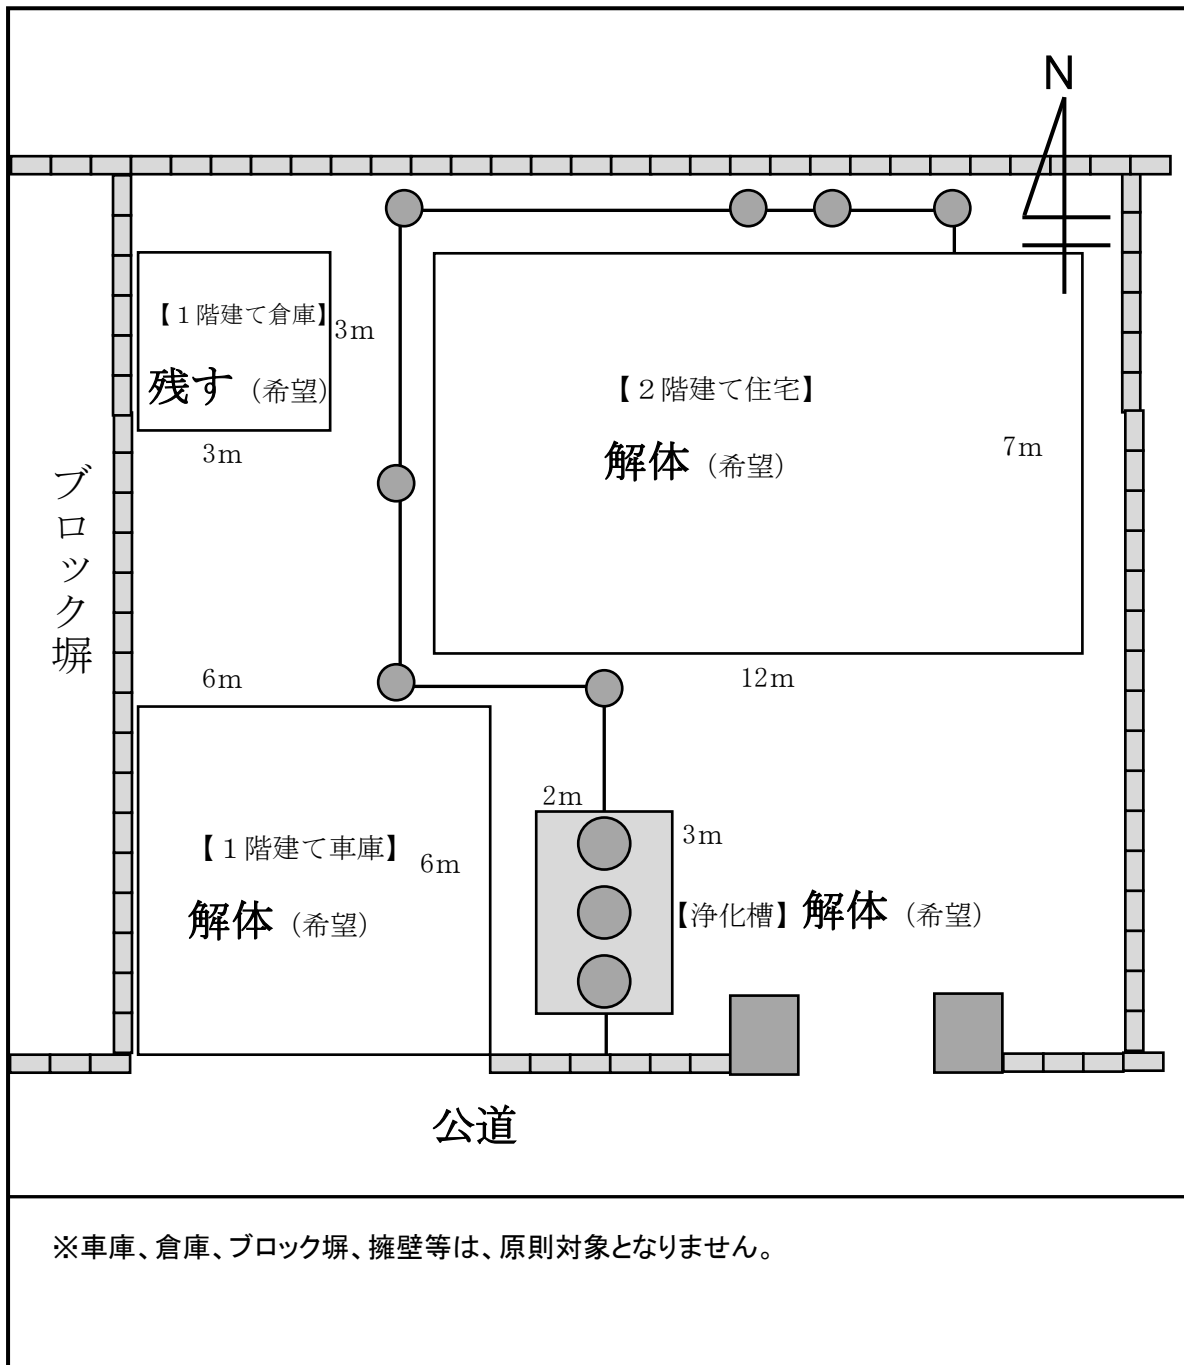 N
【１階建て倉庫】
3m
残す（希望）
3m
【２階建て住宅】
解体（希望）
7m
ブロック塀
6m
12m
2m
3m
【１階建て車庫】
6m
解体（希望）
【浄化槽】解体（希望）
公道
※車庫、倉庫、ブロック塀、擁壁等は、原則対象となりません。